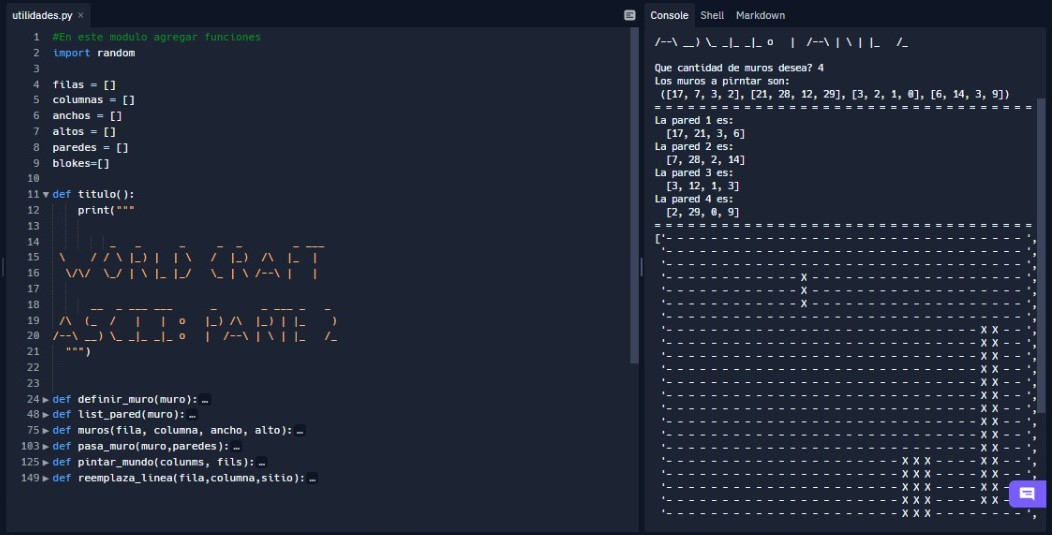 utilidades.py ×
1 #En este modulo agregar funciones
2 import random
3
4 filas = []
5 columnas = []
6 anchos = []
7 altos = []
8 paredes = []
9 blokes=[]
10
11 def titulo():
12 print("""
13
14
15
16
17
18
19
20
21 """)
22
23
24 def definir_muro(muro):…
48 def list_pared(muro):…
75 def muros(fila, columna, ancho, alto):…
103 def pasa_muro(muro,paredes):…
125 def pintar_mundo(colunms, fils):…
149 def reemplaza_linea(fila,columna,sitio):…
Console Shell Markdown
Que cantidad de muros desea? 4
Los muros a pirntar son:
([17, 7, 3, 2], [21, 28, 12, 29], [3, 2, 1, 0], [6, 14, 3, 9])
= = = = = = = = = = = = = = = = = = = = = = = = = = = = = =
La pared 1 es:
[17, 21, 3, 6]
La pared 2 es:
[7, 28, 2, 14]
La pared 3 es:
[3, 12, 1, 3]
La pared 4 es:
[2, 29, 0, 9]
= = = = = = = = = = = = = = = = = = = = = = = = = = = = = =